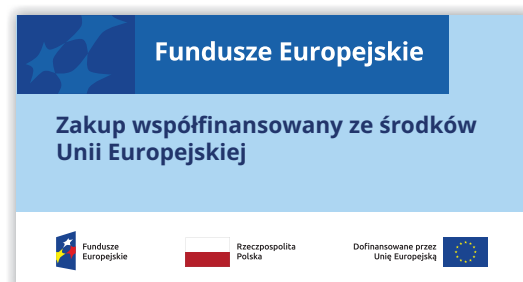 Fundusze Europejskie
Zakup współfinansowany ze środków
Unii Europejskiej
Fundusze
Europejskie
Rzeczpospolita
Polska
Dofinansowane przez
Unię Europejską